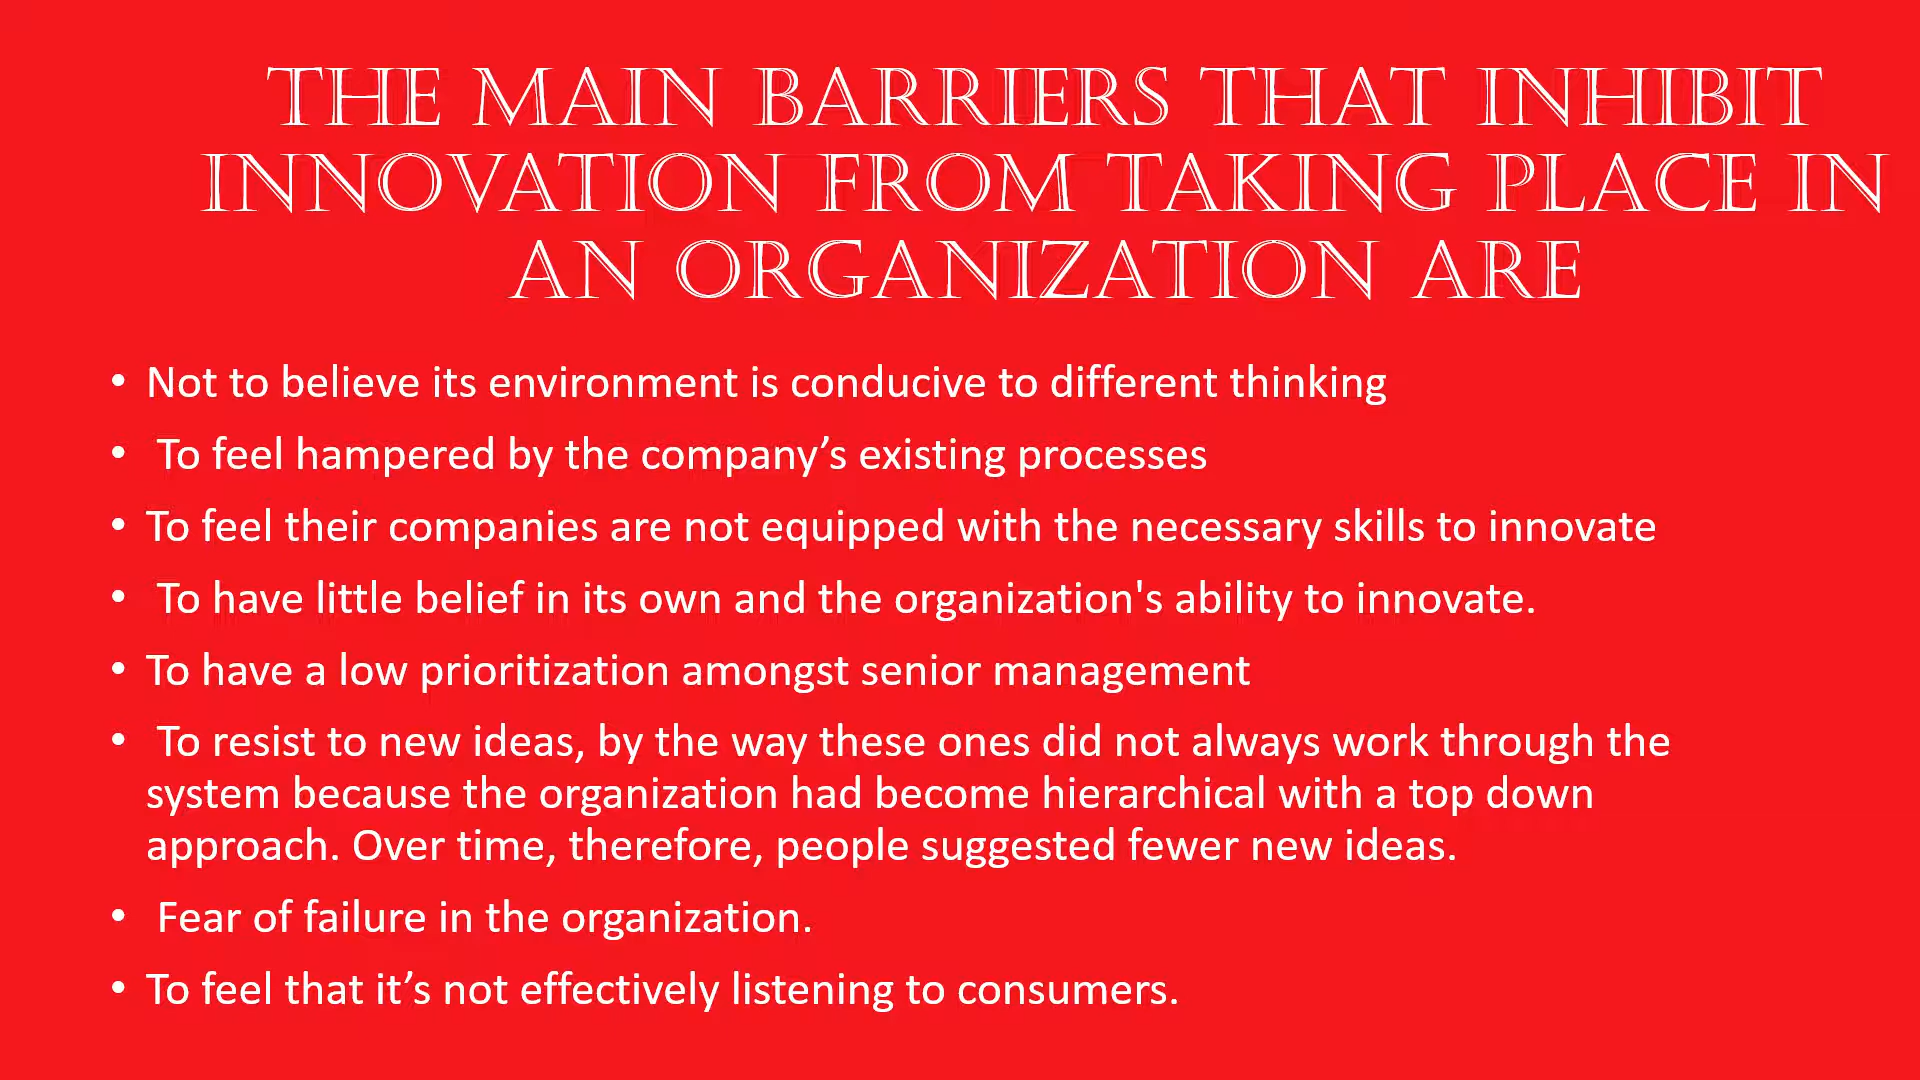 THE MAIN BARRIERS THAT INHIBIT
INNOVATION FROM TAKING PLACE IN
AN ORGANIZATION ARE
• Not to believe its environment is conducive to different thinking
• To feel hampered by the company’s existing processes
• To feel their companies are not equipped with the necessary skills to innovate
• To have little belief in its own and the organization's ability to innovate.
• To have a low prioritization amongst senior management
• To resist to new ideas, by the way these ones did not always work through the
system because the organization had become hierarchical with a top down
approach. Over time, therefore, people suggested fewer new ideas.
• Fear of failure in the organization.
• To feel that it’s not effectively listening to consumers.